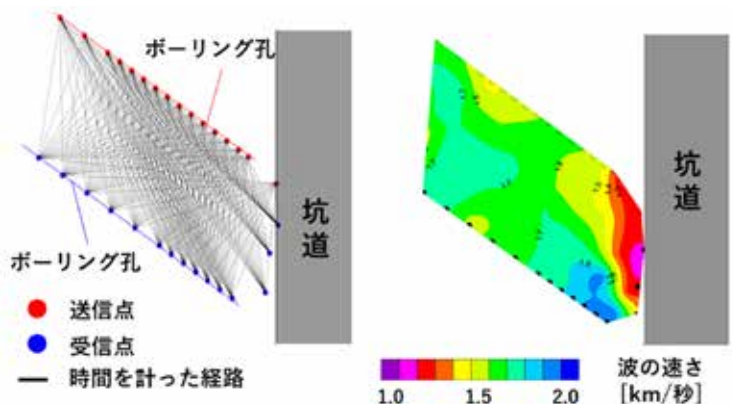 ボーリング孔
坑道
ボーリング孔
送信点
受信点
時間を計った経路
坑道
1.0 1.5 2.0
波の速さ
[km/秒]